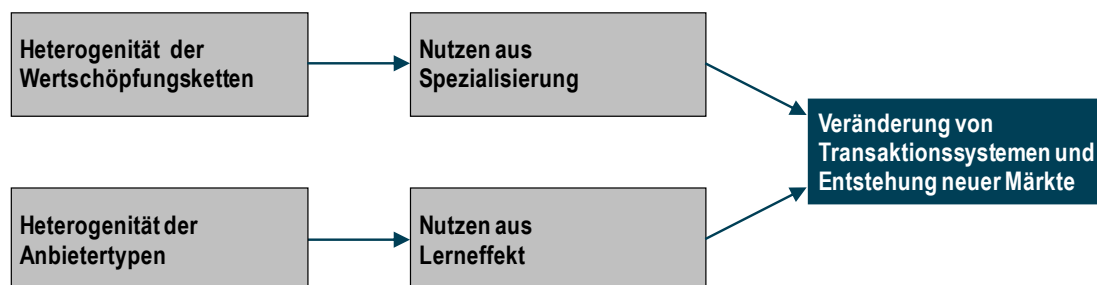 Heterogenität der
Wertschöpfungsketten
Nutzen aus
Spezialisierung
Veränderung von
Transaktionssystemen und
Entstehung neuer Märkte
Heterogenität der
Anbietertypen
Nutzen aus
Lerneffekt